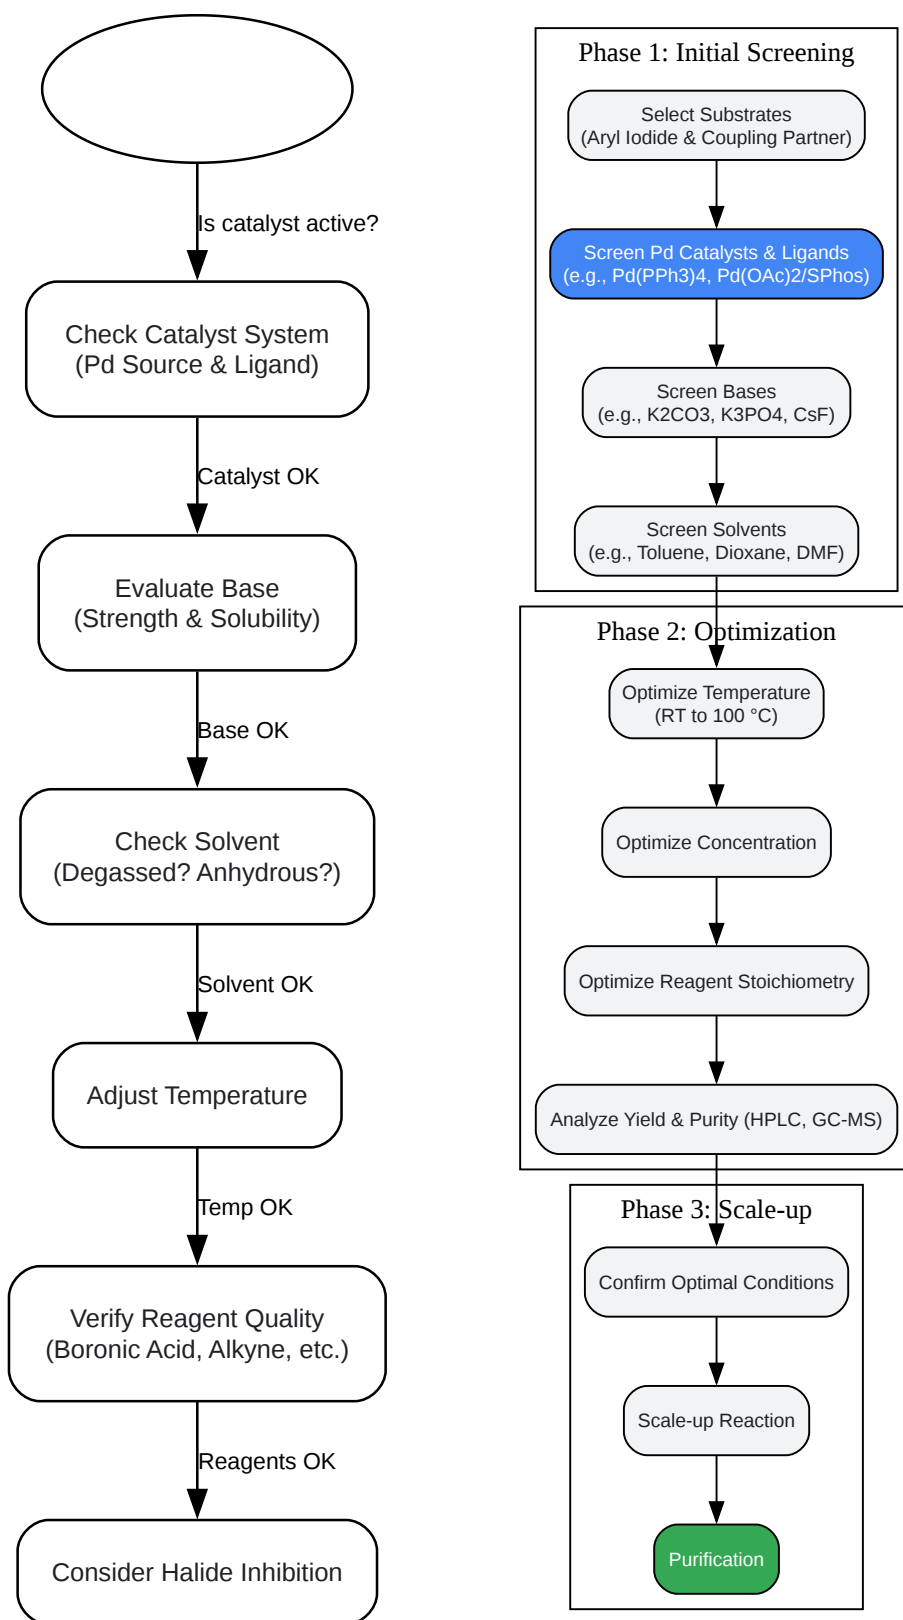 Is catalyst active?
Check Catalyst System
(Pd Source & Ligand)
Catalyst OK
Evaluate Base
(Strength & Solubility)
Base OK
Check Solvent
(Degassed? Anhydrous?)
Solvent OK
Adjust Temperature
Temp OK
Verify Reagent Quality
(Boronic Acid, Alkyne, etc.)
Reagents OK
Consider Halide Inhibition
Phase 1: Initial Screening
Select Substrates
(Aryl Iodide & Coupling Partner)
Screen Pd Catalysts & Ligands
(e.g., Pd(PPh3)4, Pd(OAc)2/SPhos)
Screen Bases
(e.g., K2CO3, K3PO4, CsF)
Screen Solvents
(e.g., Toluene, Dioxane, DMF)
Phase 2: Optimization
Optimize Temperature
(RT to 100 °C)
Optimize Concentration
Optimize Reagent Stoichiometry
Analyze Yield & Purity (HPLC, GC-MS)
Phase 3: Scale-up
Confirm Optimal Conditions
Scale-up Reaction
Purification